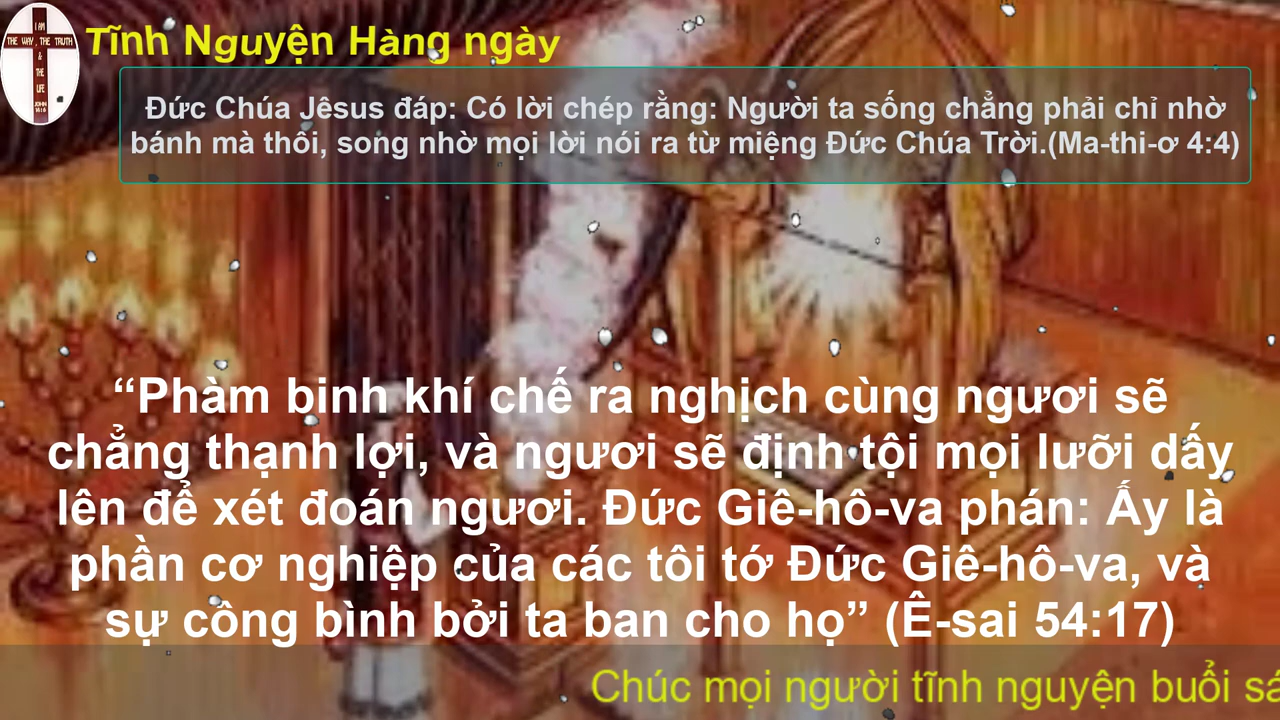 I AM
THE WAY, THE TRUTH
&
THE
LIFE
JOHN
Tĩnh Nguyện Hàng ngày
Đức Chúa Jêsus đáp: Có lời chép rằng: Người ta sống chẳng phải chỉ nhờ
bánh mà thôi, song nhờ mọi lời nói ra từ miệng Đức Chúa Trời.(Ma-thi-ơ 4:4)
“Phàm binh khí chế ra nghịch cùng ngươi sẽ
chẳng thạnh lợi, và ngươi sẽ định tội mọi lưỡi dấy
lên để xét đoán ngươi. Đức Giê-hô-va phán: Ấy là
phần cơ nghiệp của các tôi tớ Đức Giê-hô-va, và
sự công bình bởi ta ban cho họ” (Ê-sai 54:17)
Chúc mọi người tĩnh nguyện buổi sá